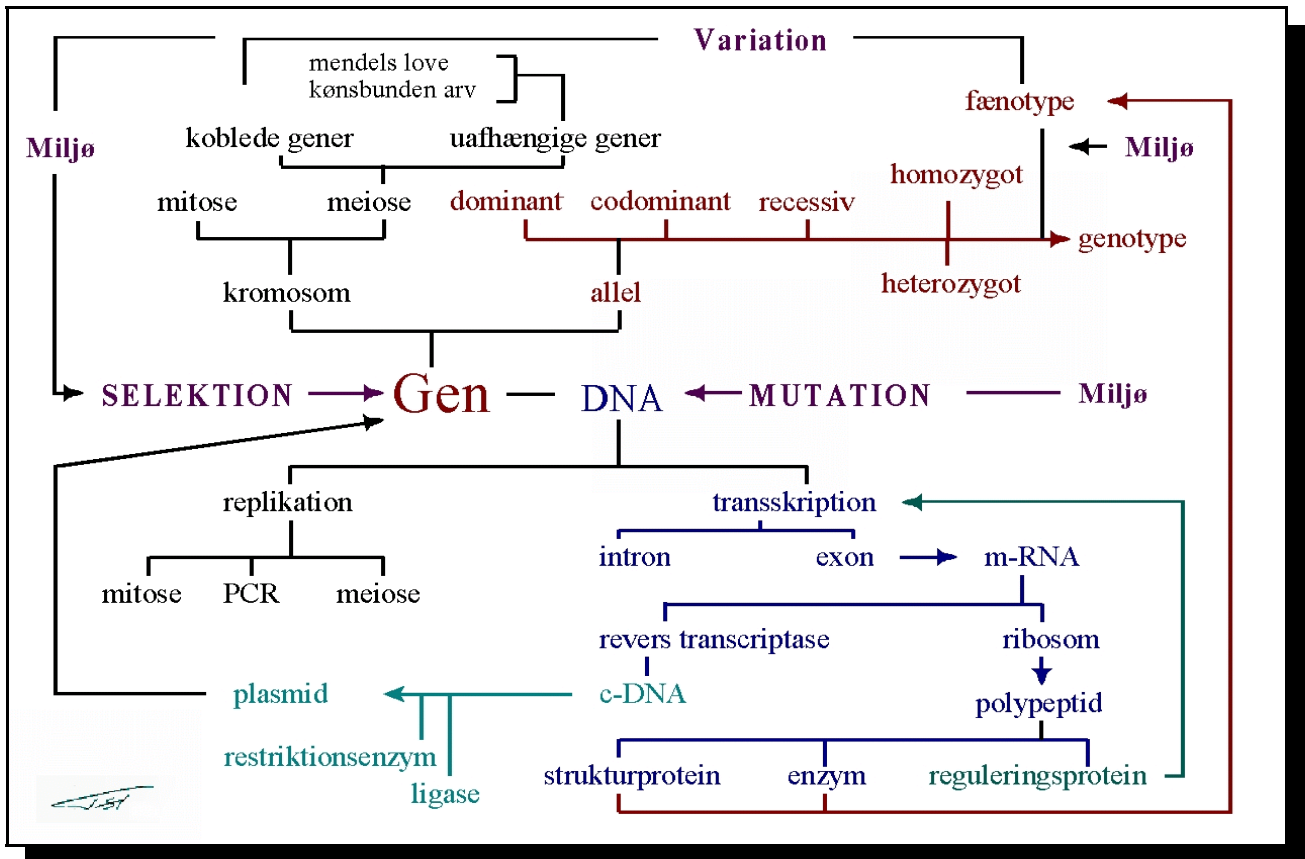 Variation
mendels love
kønsbunden arv
fænotype
koblede gener
uafhængige gener
Miljø
Miljø
homozygot
mitose
meiose
dominant
codominant
recessiv
genotype
kromosom
allel
heterozygot
SELEKTION
Gen
DNA
MUTATION
Miljø
replikation
transskription
intron
exon
m-RNA
mitose
PCR
meiose
revers transcriptase
ribosom
plasmid
c-DNA
polypeptid
restriktionsenzym
strukturprotein
enzym
reguleringsprotein
ligase